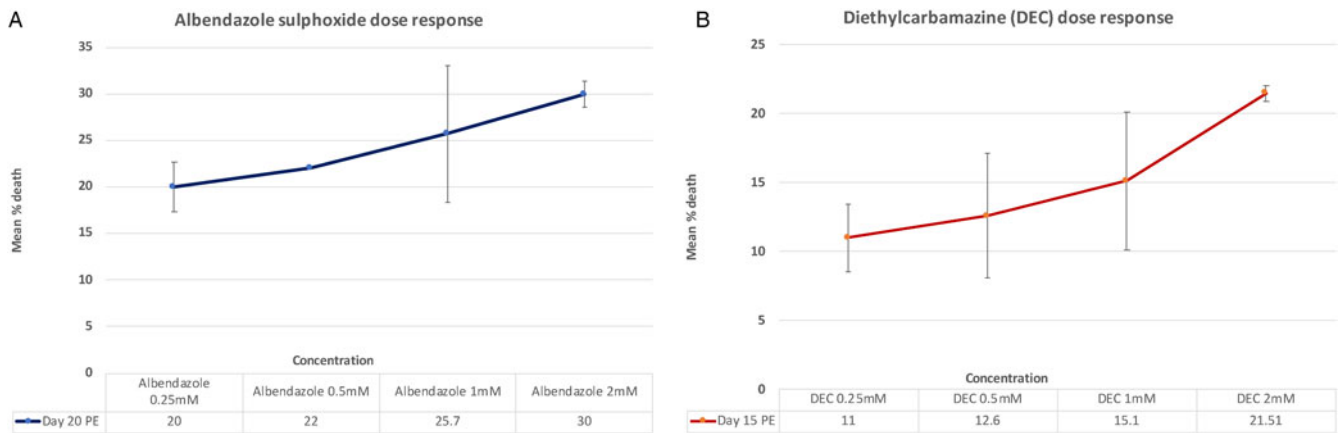 A
Albendazole sulphoxide dose response
35
30
25
20
15
10
5
0
Mean % death
Concentration
Albendazole 0.25mM Albendazole 0.5mM Albendazole 1mM Albendazole 2mM
Day 20 PE 20 22 25.7 30
B
Diethylcarbamazine (DEC) dose response
25
20
15
10
5
0
Mean % death
Concentration
DEC 0.25mM DEC 0.5mM DEC 1mM DEC 2mM
Day 15 PE 11 12.6 15.1 21.51